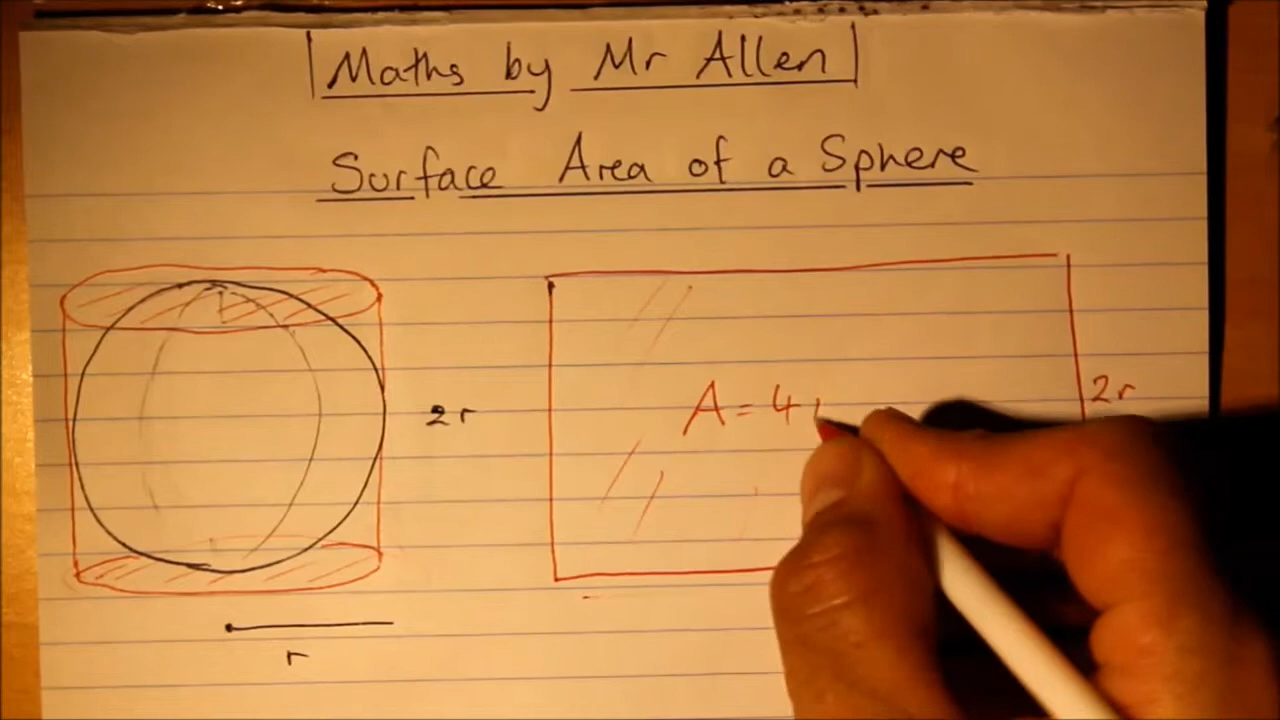 Maths by Mr Allen
Surface Area of a Sphere
2r
A = 4
2r
r